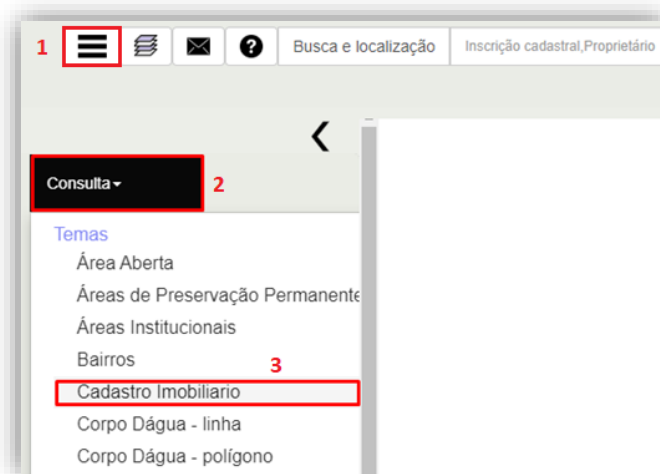 1 Busca e localização Inscrição cadastral,Proprietário
Consulta 2
Temas
Área Aberta
Áreas de Preservação Permanente
Áreas Institucionais
Bairros
3
Cadastro Imobiliario
Corpo Dágua - linha
Corpo Dágua - polígono